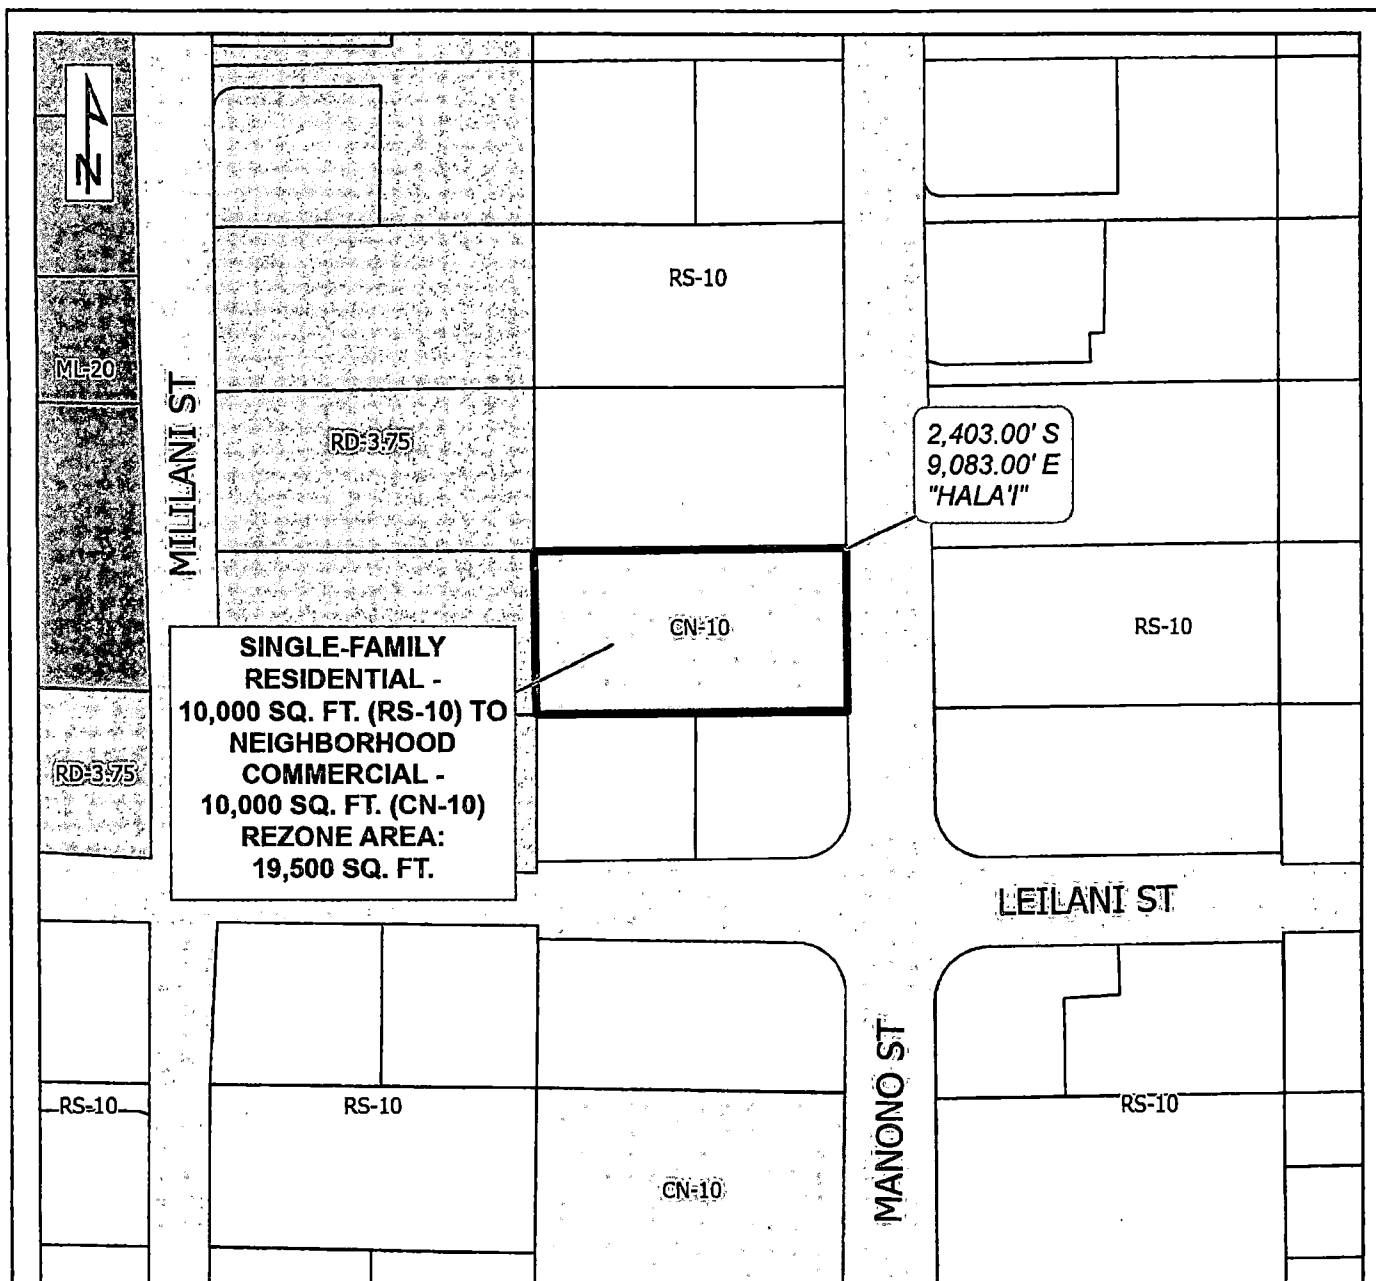 Z
RS-10
ML-20
MILILANI ST
RD-3.75
2,403.00' S
9,083.00' E
"HALA'I"
CN-10
RS-10
SINGLE-FAMILY
RESIDENTIAL -
10,000 SQ. FT. (RS-10) TO
NEIGHBORHOOD
COMMERCIAL -
10,000 SQ. FT. (CN-10)
REZONE AREA:
19,500 SQ. FT.
RD-3.75
LEILANI ST
MANONO ST
RS-10
RS-10
RS-10
CN-10